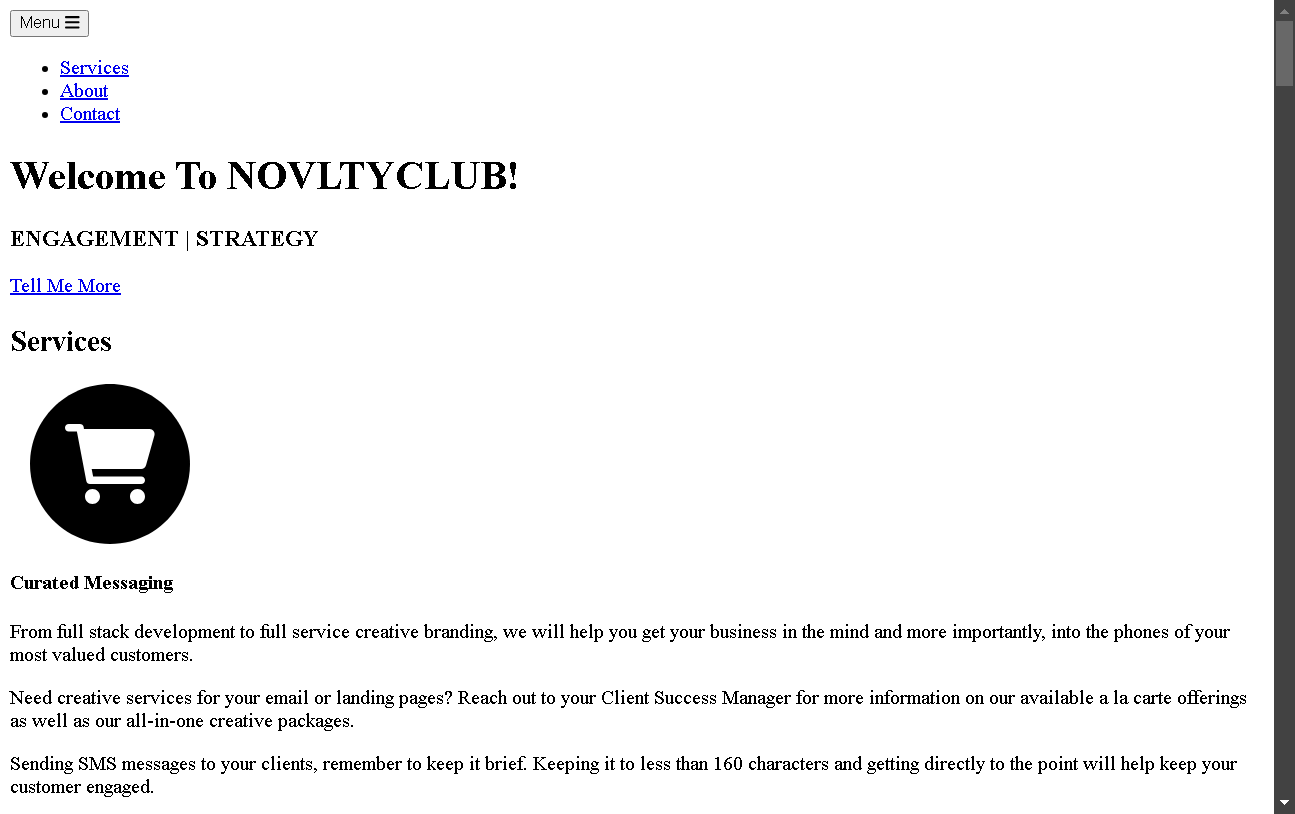 Menu
Services
About
Contact
Welcome To NOVLTYCLUB!
ENGAGEMENT | STRATEGY
Tell Me More
Services
Curated Messaging
From full stack development to full service creative branding, we will help you get your business in the mind and more importantly, into the phones of your
most valued customers.
Need creative services for your email or landing pages? Reach out to your Client Success Manager for more information on our available a la carte offerings
as well as our all-in-one creative packages.
Sending SMS messages to your clients, remember to keep it brief. Keeping it to less than 160 characters and getting directly to the point will help keep your
customer engaged.